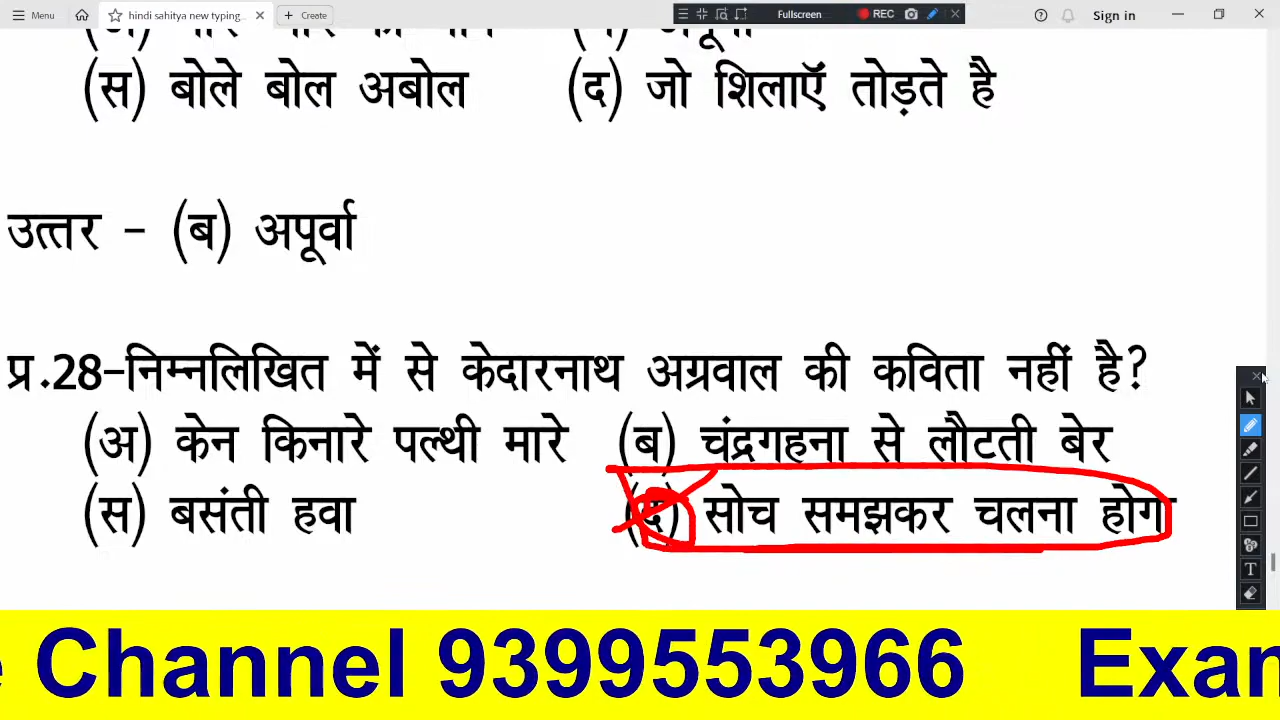 Menu hindi sahitya new typing... Create Fullscreen REC Sign in
(स) बोले बोल अबोल (द) जो शिलाऍ तोड़ते है
उत्तर - (ब) अपूर्वा
प्र.28-निम्नलिखित में से केदारनाथ अग्रवाल की कविता नहीं है?
(अ) केन किनारे पल्थी मारे (ब) चंद्रगहना से लौटती बेर
(स) बसंती हवा (द) सोच समझकर चलना होग
e Channel 9399553966 Exan